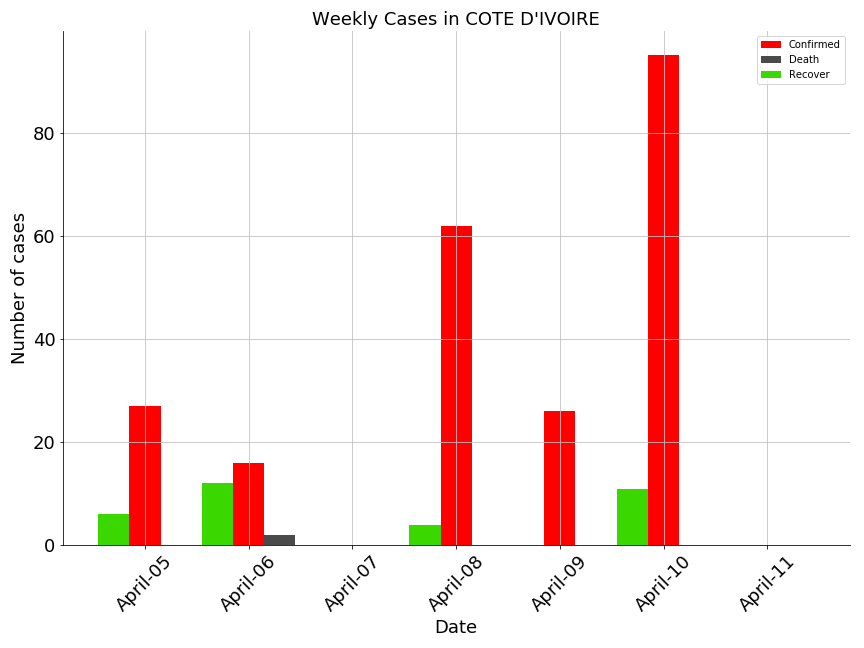 Weekly Cases in COTE D'IVOIRE
Confirmed
Death
Recover
Number of cases
80
60
40
20
0
April-05
April-06
April-07
April-08
April-09
April-10
April-11
Date